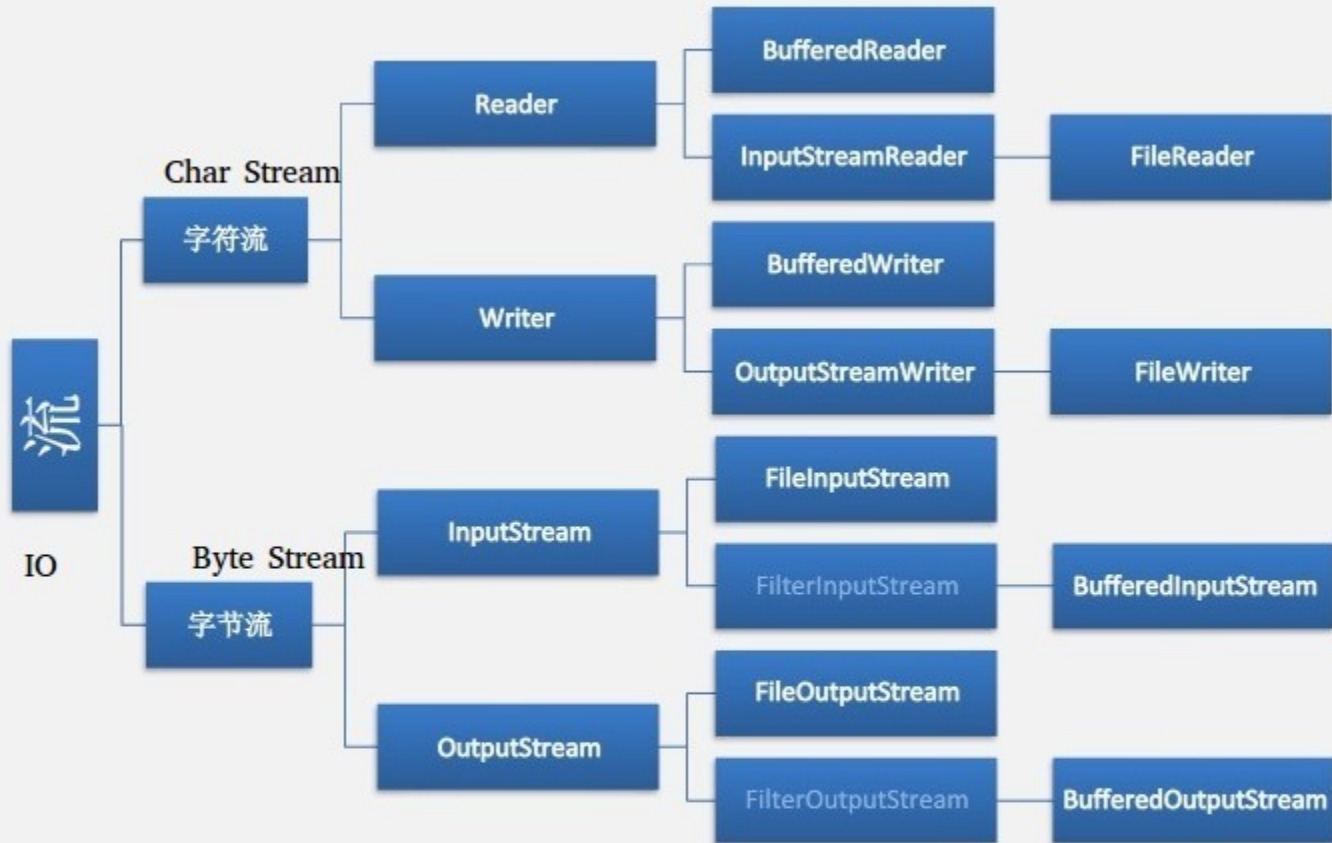 流
IO
Char Stream
字符流
Reader
BufferedReader
InputStreamReader
FileReader
Writer
BufferedWriter
OutputStreamWriter
FileWriter
Byte Stream
字节流
InputStream
FileInputStream
FilterInputStream
BufferedInputStream
OutputStream
FileOutputStream
FilterOutputStream
BufferedOutputStream